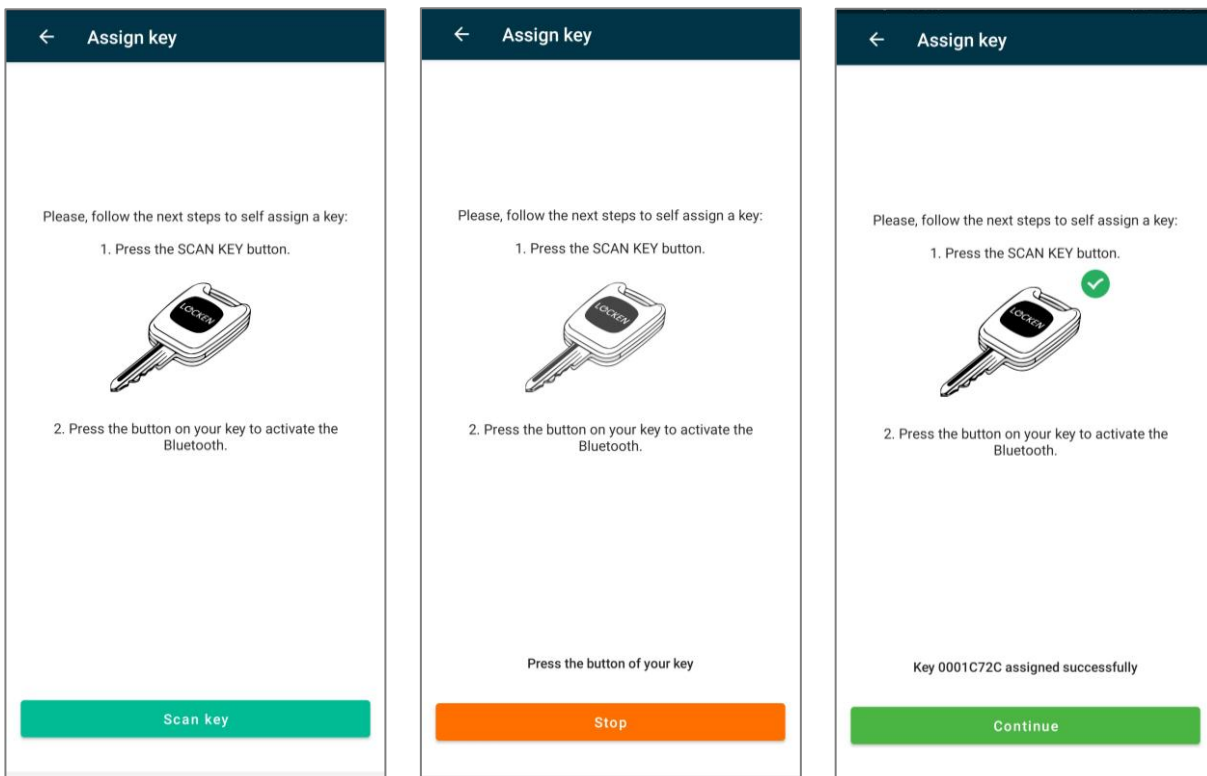 Assign key
Please, follow the next steps to self assign a key:
1. Press the SCAN KEY button.
LOCKEN
2. Press the button on your key to activate the
Bluetooth.
Scan key
Assign key
Please, follow the next steps to self assign a key:
1. Press the SCAN KEY button.
LOCKEN
2. Press the button on your key to activate the
Bluetooth.
Press the button of your key
Stop
Assign key
Please, follow the next steps to self assign a key:
1. Press the SCAN KEY button.
LOCKEN
2. Press the button on your key to activate the
Bluetooth.
Key 0001C72C assigned successfully
Continue